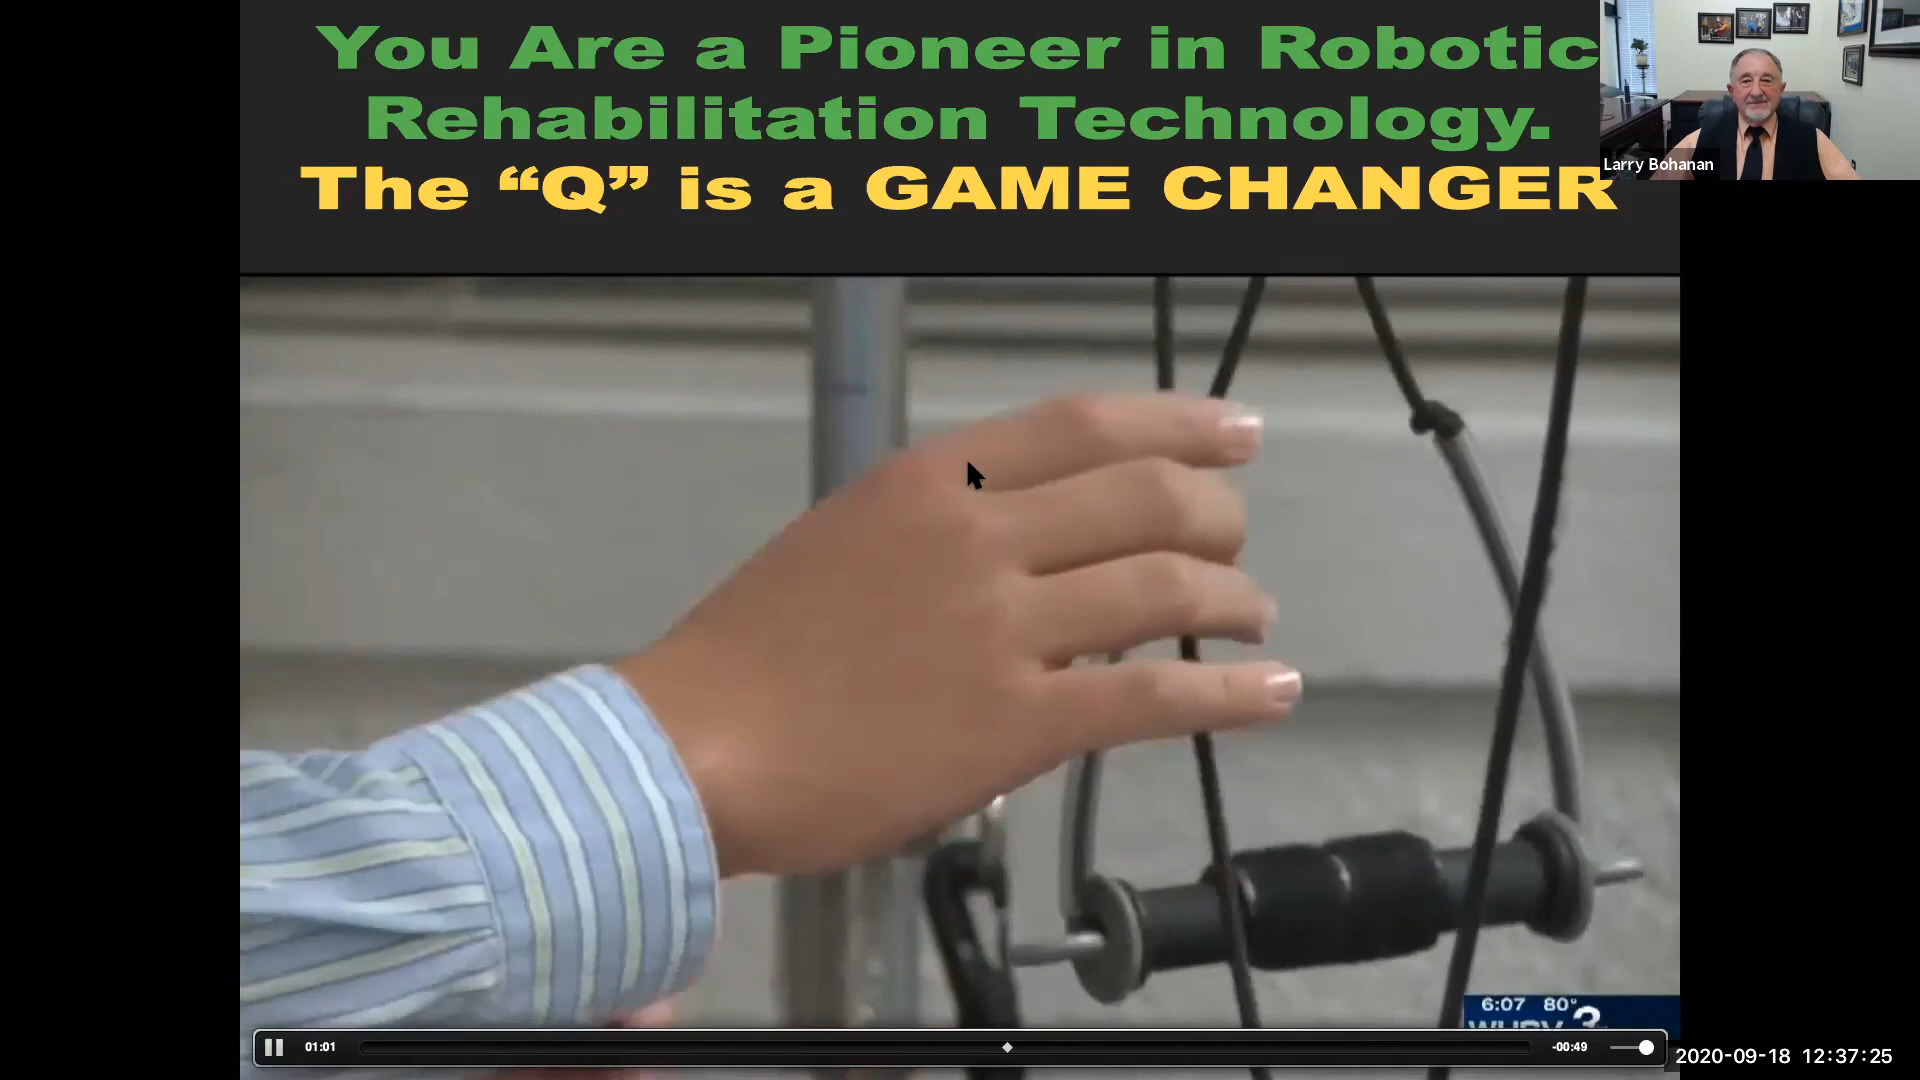 You Are a Pioneer in Robotic
Rehabilitation Technology.
The “Q” is a GAME CHANGER
Larry Bohanan
6:07 80°
3
01:01
-00:49
2020-09-18 12:37:25